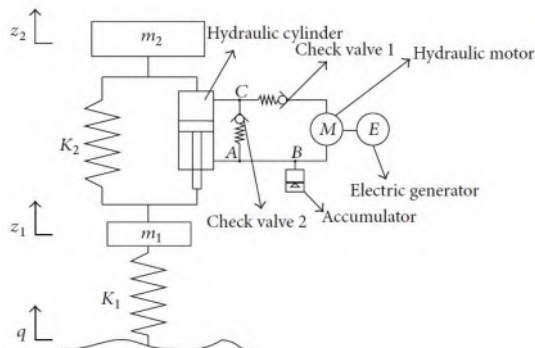 z2
m2
Hydraulic cylinder
Check valve 1
Hydraulic motor
C
K2
M
E
A
B
Electric generator
Accumulator
Check valve 2
z1
m1
K1
q